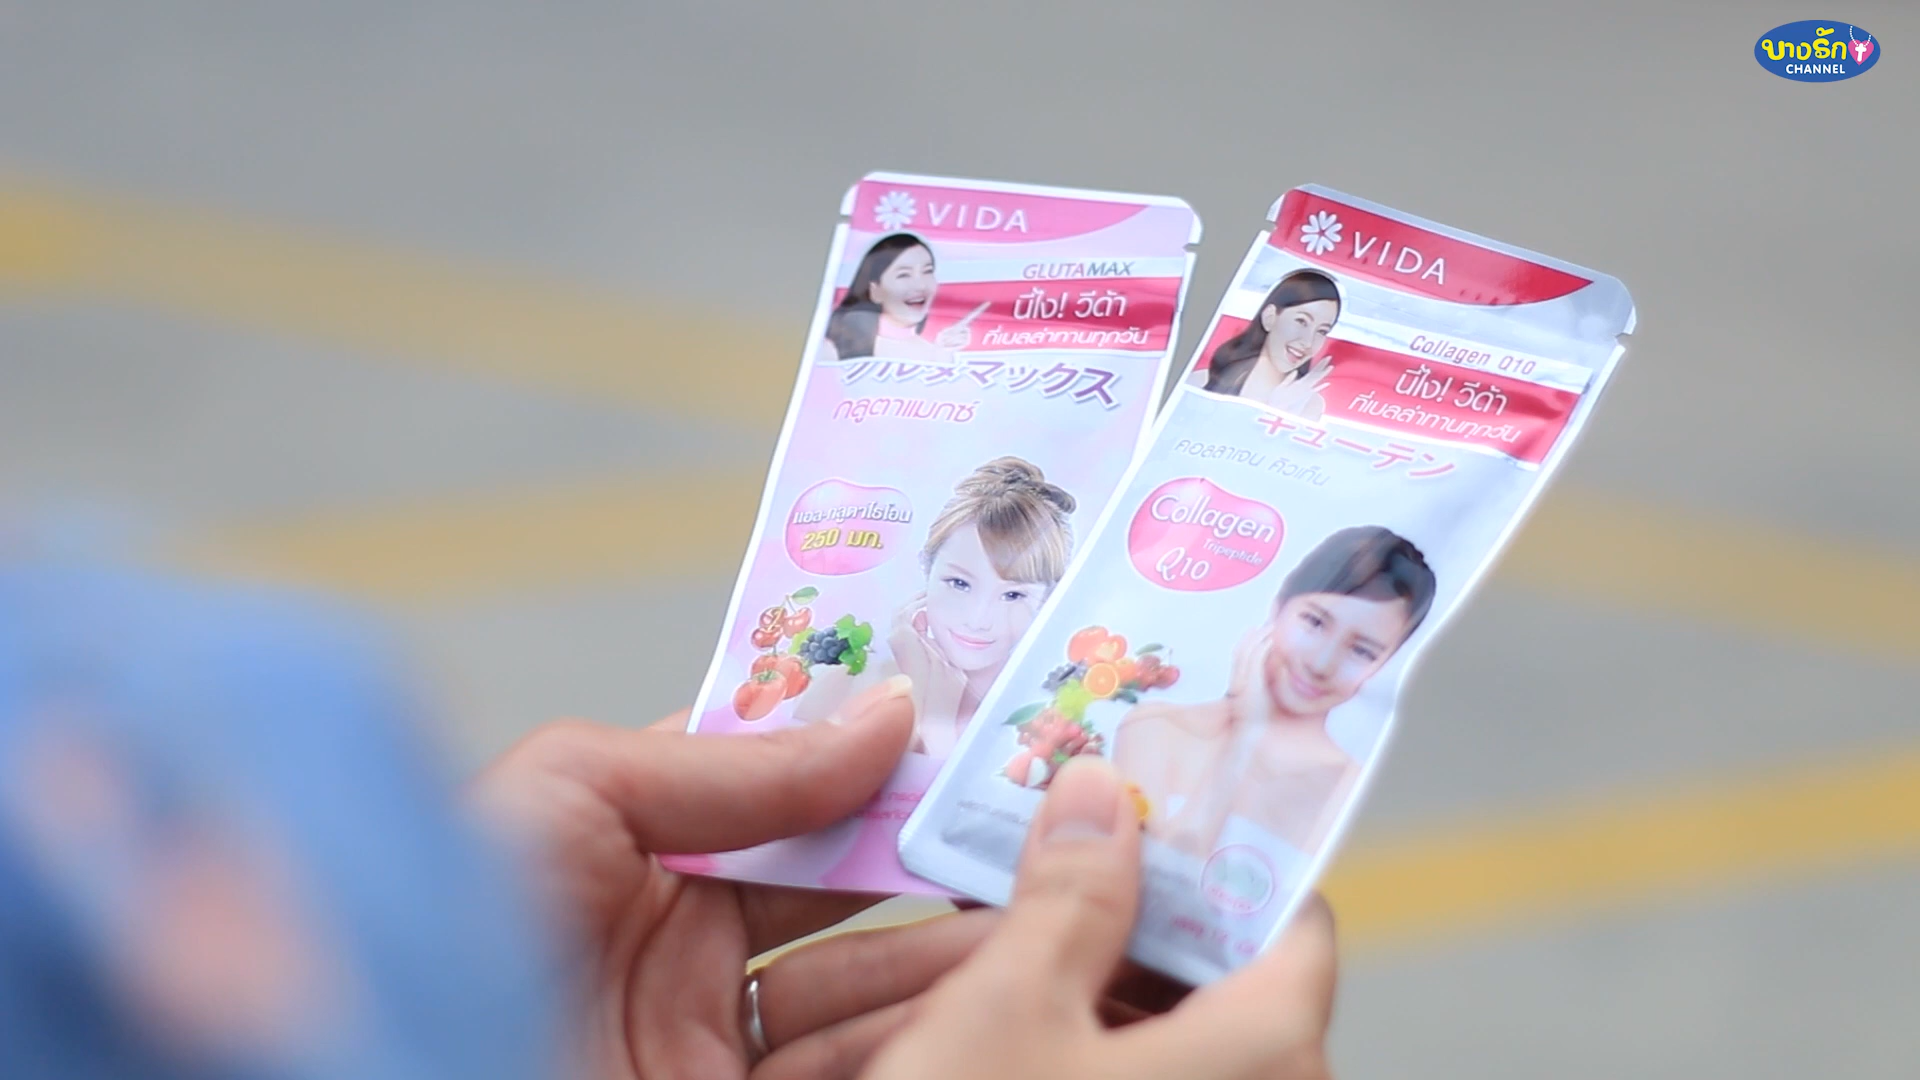 บางรัก
CHANNEL
VIDA
GLUTAMAX
นี่ไง! วีด้า
ที่เบลล่าทานทุกวัน
グルタマックス
กลูตาแมกซ์
แอล-กลูตาไธโอน
250 มก.
VIDA
Collagen Q10
นี่ไง! วีด้า
ที่เบลล่าทานทุกวัน
キューテン
คอลลาเจน คิวเท็น
Collagen
Tripeptide
Q10